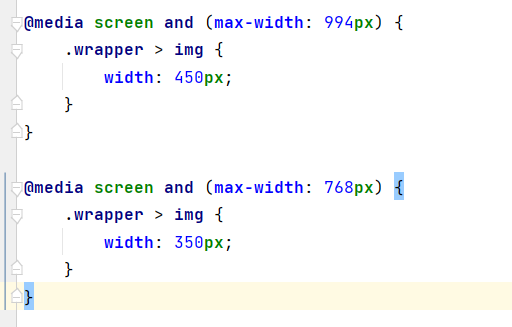 @media screen and (max-width: 994px) {
    .wrapper > img {
        width: 450px;
    }
}

@media screen and (max-width: 768px) {
    .wrapper > img {
        width: 350px;
    }
}